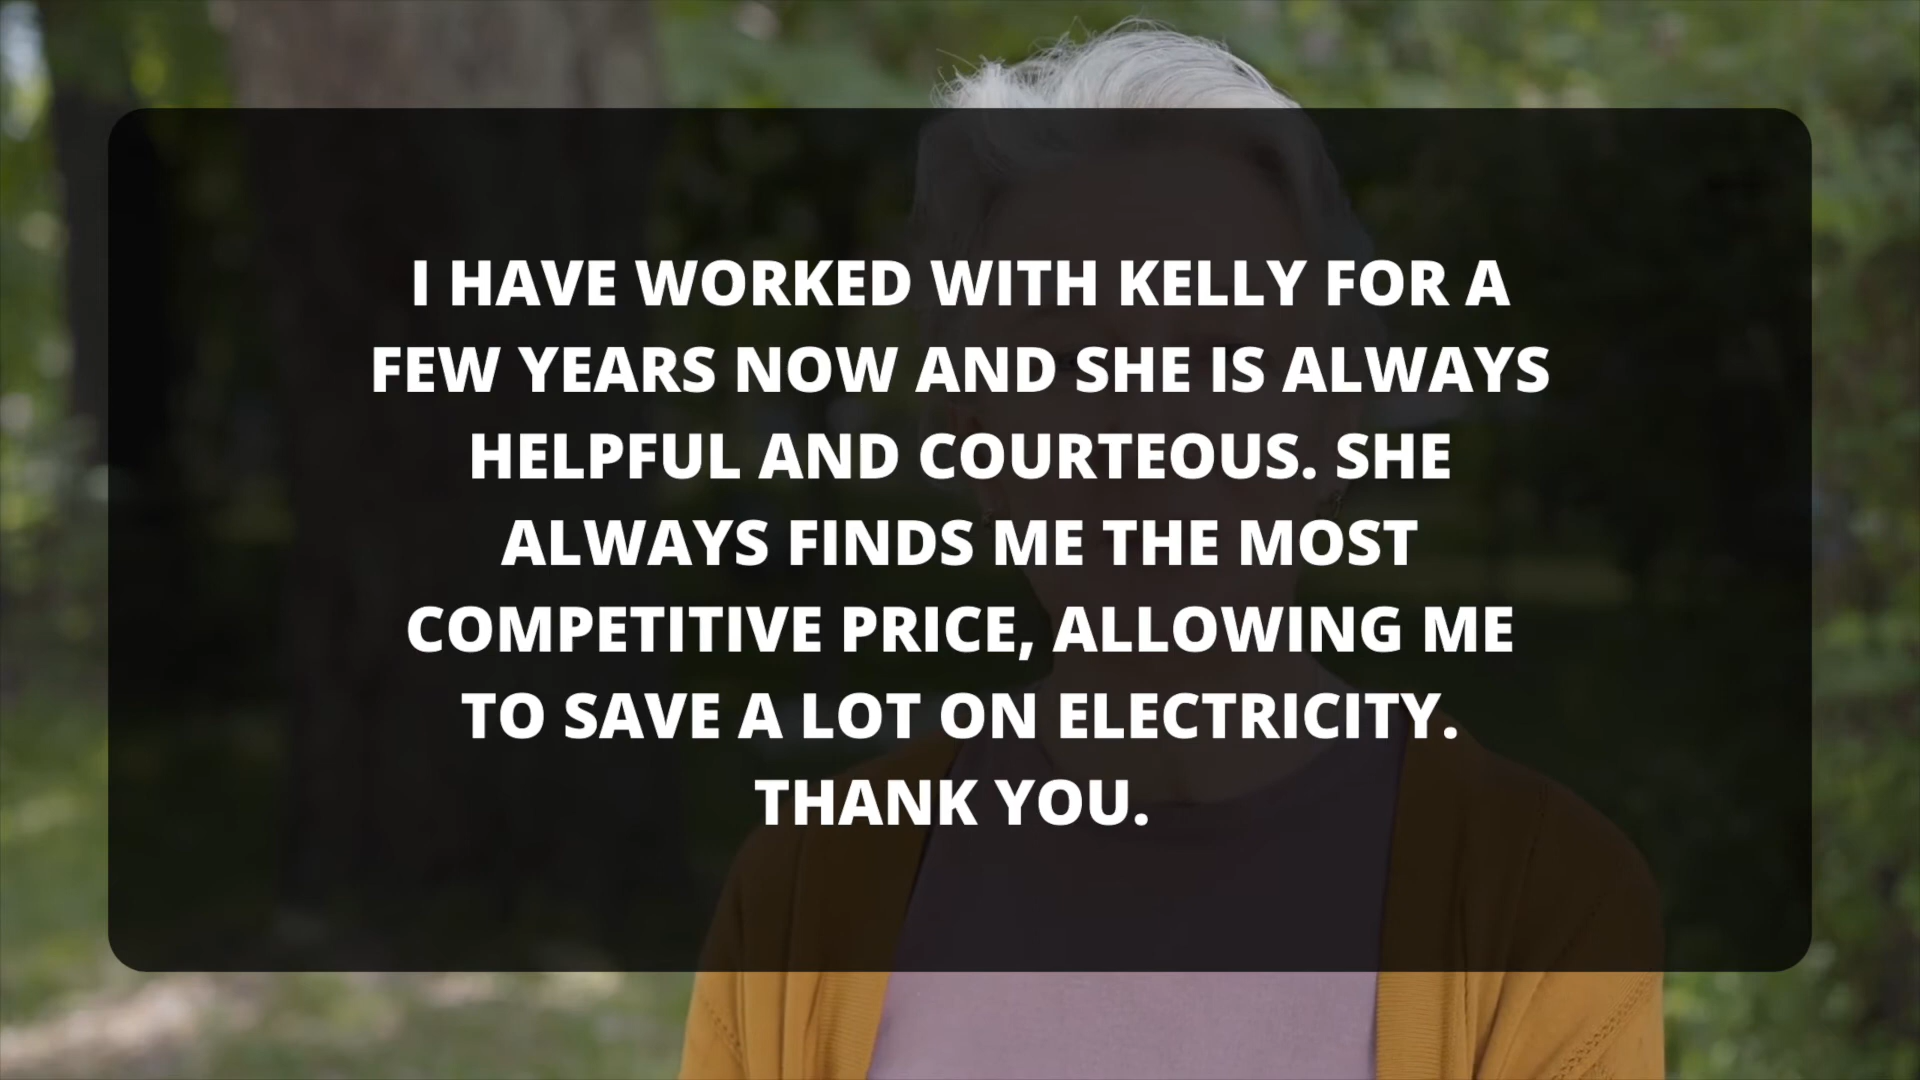 I HAVE WORKED WITH KELLY FOR A
FEW YEARS NOW AND SHE IS ALWAYS
HELPFUL AND COURTEOUS. SHE
ALWAYS FINDS ME THE MOST
COMPETITIVE PRICE, ALLOWING ME
TO SAVE A LOT ON ELECTRICITY.
THANK YOU.